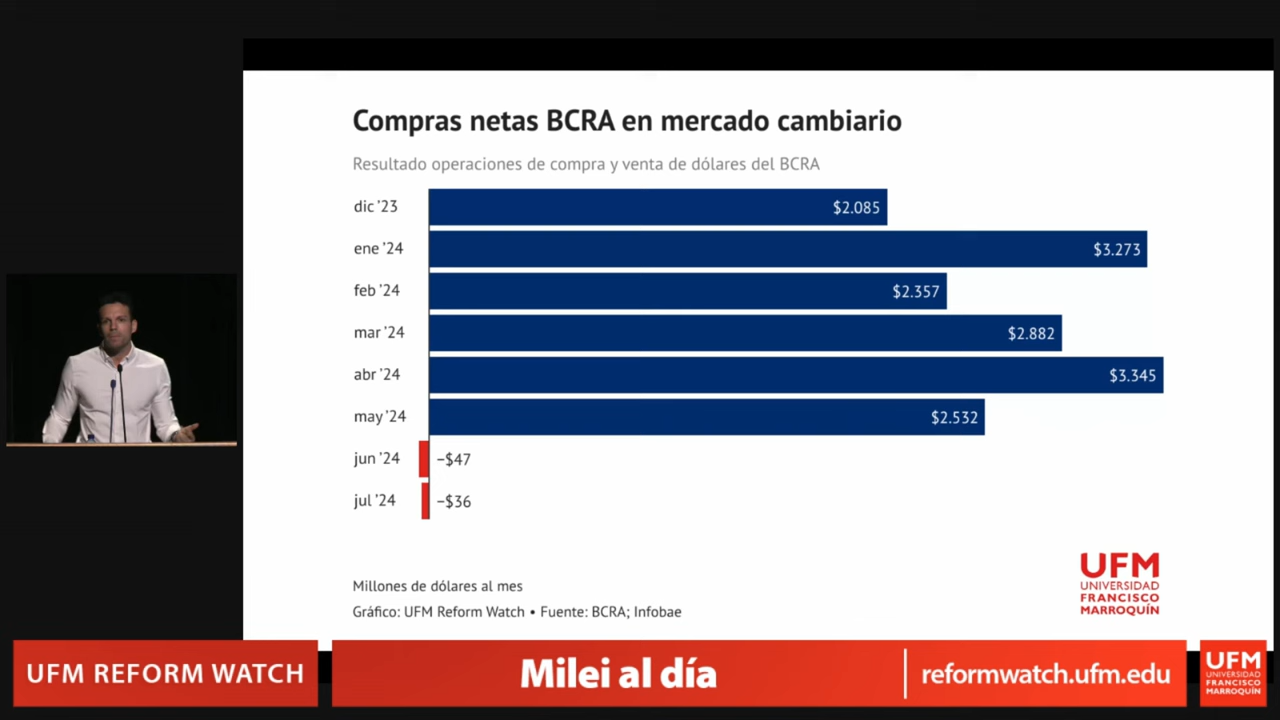 Compras netas BCRA en mercado cambiario
Resultado operaciones de compra y venta de dólares del BCRA
dic '23 $2.085
ene '24 $3.273
feb '24 $2.357
mar '24 $2.882
abr '24 $3.345
may '24 $2.532
jun '24 –$47
jul '24 –$36
Millones de dólares al mes
Gráfico: UFM Reform Watch • Fuente: BCRA; Infobae
UFM
UNIVERSIDAD
FRANCISCO
MARROQUÍN
UFM REFORM WATCH
Milei al día
reformwatch.ufm.edu
UFM
UNIVERSIDAD
FRANCISCO
MARROQUÍN